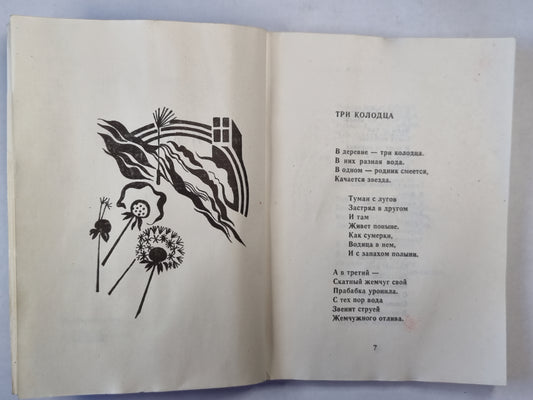 ТРИ КОЛОДЦА
В деревне — три колодца.
В них разная вода.
В одном — родник смеется,
Качается звезда.
Туман с лугов
Застрял в другом
И там
Живет поныне.
Как сумерки,
Водица в нем,
И с запахом полыни.
А в третий —
Скатный жемчуг свой
Прабабка уронила.
С тех пор вода
Звенит струей
Жемчужного отлива.
7